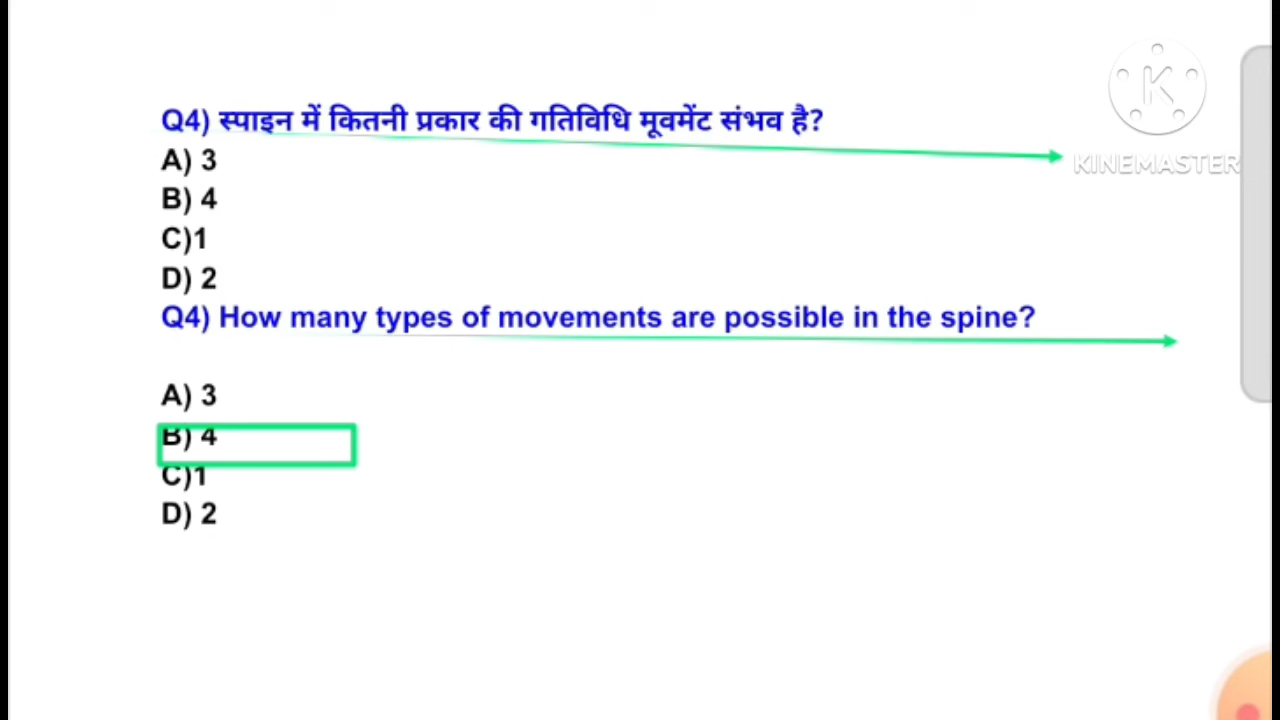 Q4) स्पाइन में कितनी प्रकार की गतिविधि मूवमेंट संभव है?
A) 3
B) 4
C)1
D) 2
Q4) How many types of movements are possible in the spine?
A) 3
B) 4
C)1
D) 2
K
KINEMASTER